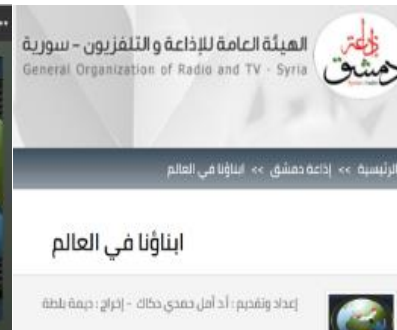 الهيئة العامة للإذاعة و التلفزيون - سورية
General Organization of Radio and TV - Syria
إذاعة دمشق
الرئيسية >> إذاعة دمشق >> ابناؤنا في العالم
ابناؤنا في العالم
إعداد وتقديم : أ.د أمل حمدي دكاك - إخراج : ديمة بلطة